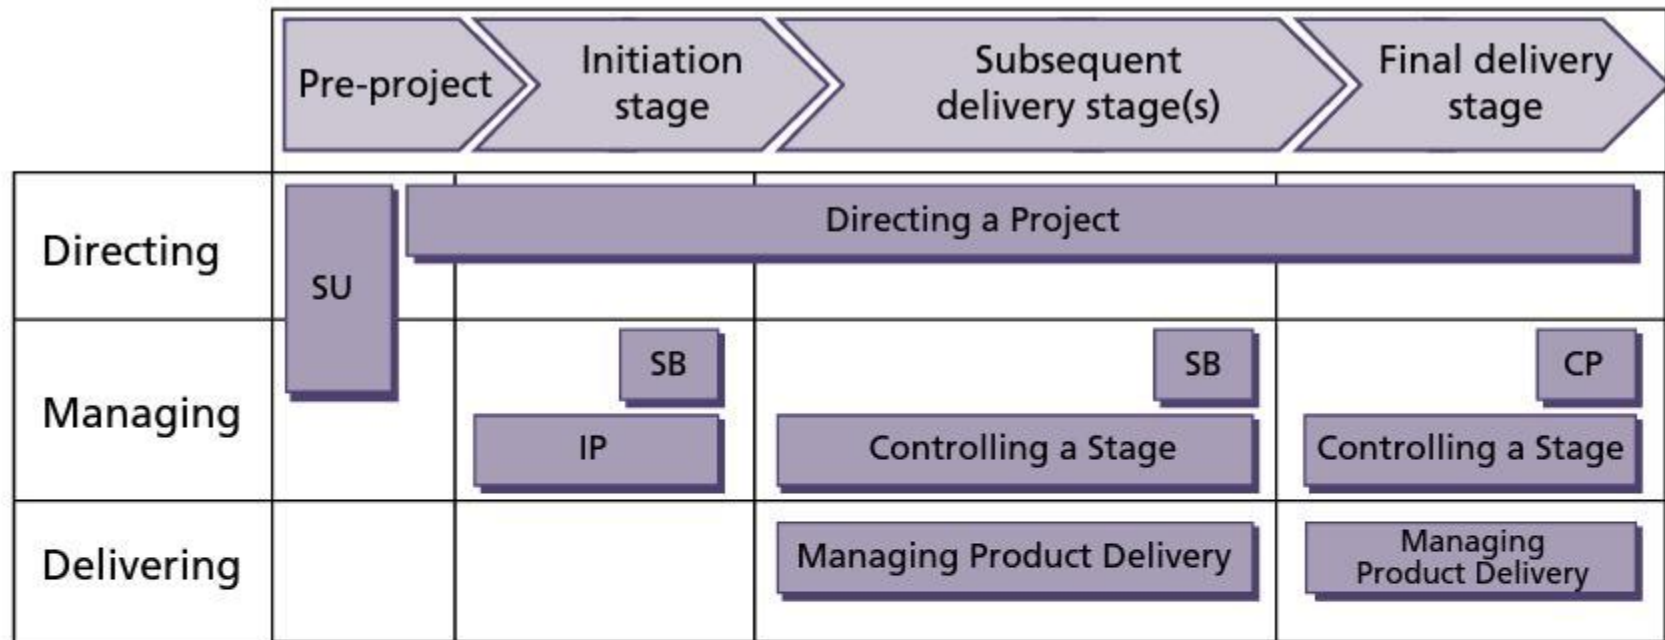 Pre-project
Initiation
stage
Subsequent
delivery stage(s)
Final delivery
stage
Directing
SU
Directing a Project
Managing
SB
SB
CP
IP
Controlling a Stage
Controlling a Stage
Delivering
Managing Product Delivery
Managing
Product Delivery